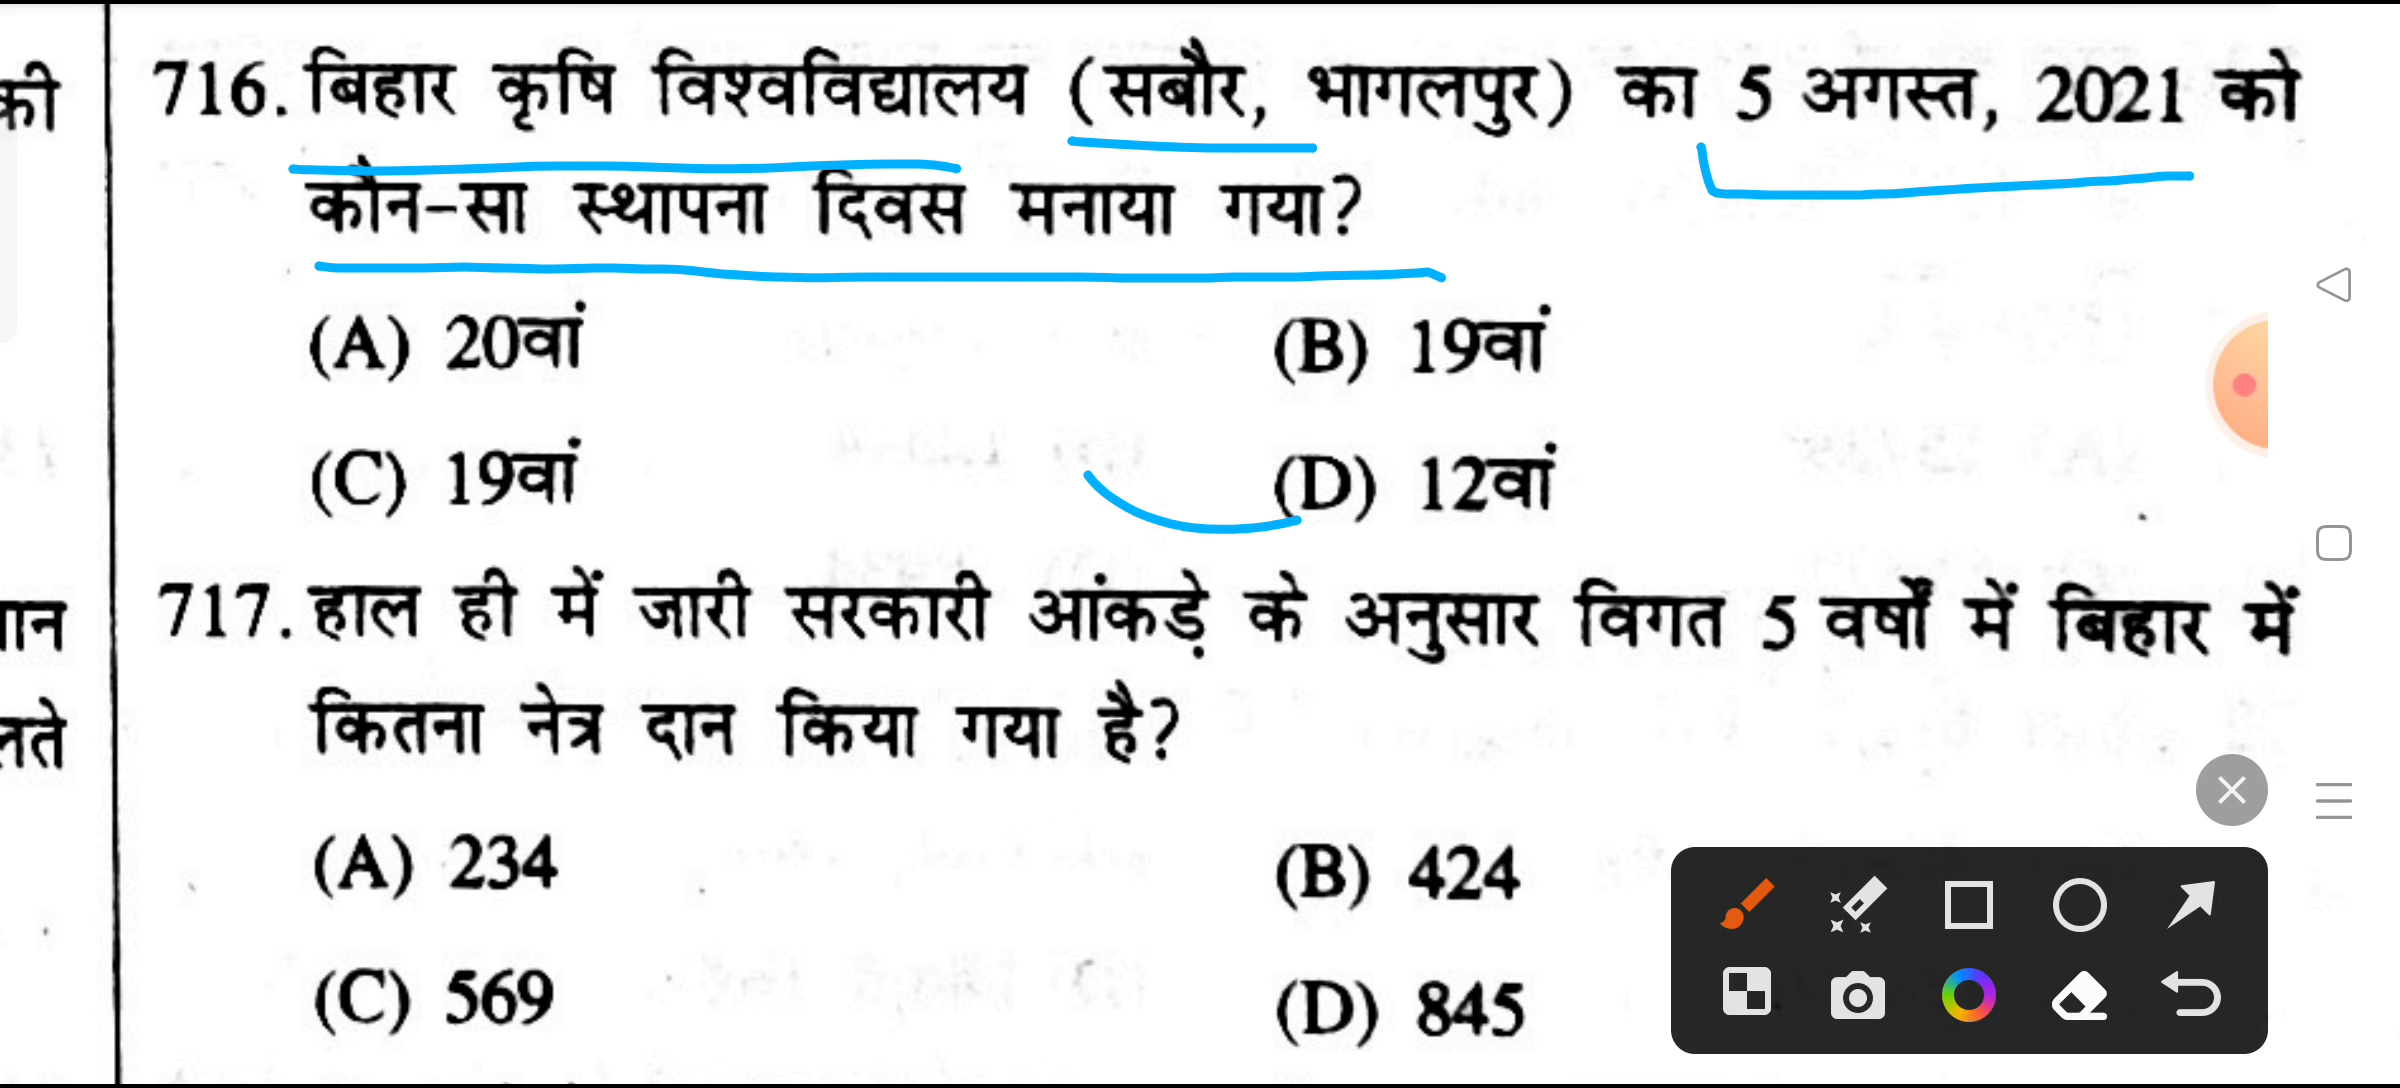 की
716. बिहार कृषि विश्वविद्यालय (सबौर, भागलपुर) का 5 अगस्त, 2021 को
कौन-सा स्थापना दिवस मनाया गया?
(A) 20वां (B) 19वां
(C) 19वां (D) 12वां
717. हाल ही में जारी सरकारी आंकड़े के अनुसार विगत 5 वर्षों में बिहार में
कितना नेत्र दान किया गया है?
(A) 234 (B) 424
(C) 569 (D) 845